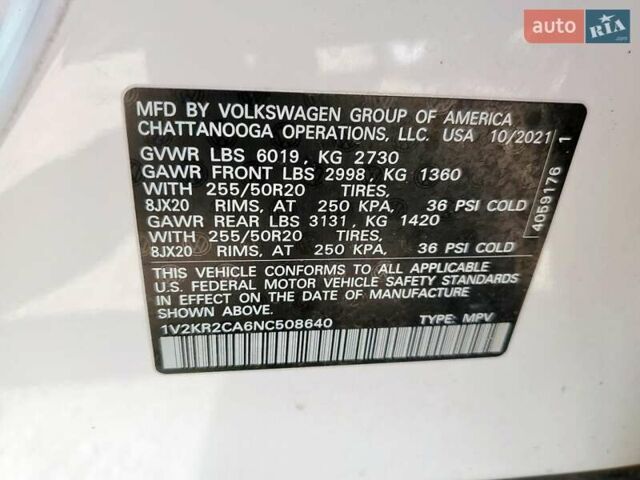 auto RIA
.com
MFD BY VOLKSWAGEN GROUP OF AMERICA
CHATTANOOGA OPERATIONS, LLC. USA 10/2021
GVWR LBS 6019, KG 2730
GAWR FRONT LBS 2998, KG 1360
WITH 255/50R20 TIRES,
8JX20 RIMS, AT 250 KPA, 36 PSI COLD
GAWR REAR LBS 3131, KG 1420
WITH 255/50R20 TIRES,
8JX20 RIMS, AT 250 KPA, 36 PSI COLD
THIS VEHICLE CONFORMS TO ALL APPLICABLE
U.S. FEDERAL MOTOR VEHICLE SAFETY STANDARDS
IN EFFECT ON THE DATE OF MANUFACTURE
SHOWN ABOVE.
1V2KR2CA6NC508640 TYPE: MPV
4059176 1